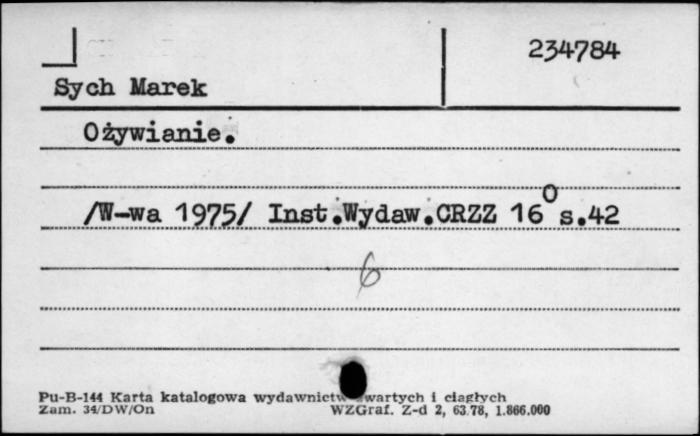 234784
Sych Marek
Ożywianie.
/W-wa 1975/ Inst.Wydaw.CRZZ 16° s.42
6
Pu-B-144 Karta katalogowa wydawnictw zwartych i ciągłych
Zam. 34/DW/On WZGraf. Z-d 2, 63.78, 1.866.000